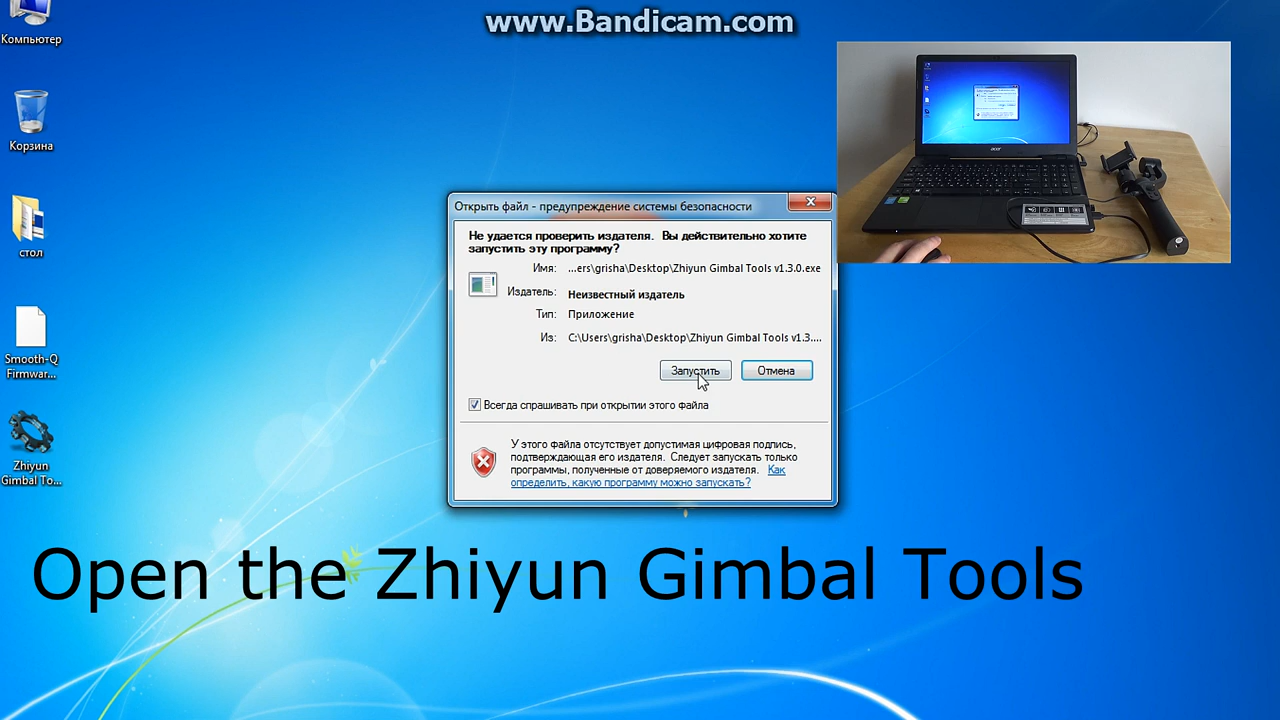 www.Bandicam.com
Компьютер
Корзина
стол
Smooth-Q
Firmwar...
Zhiyun
Gimbal To...
Открыть файл - предупреждение системы безопасности
Не удается проверить издателя. Вы действительно хотите
запустить эту программу?
Имя: ...ers\grisha\Desktop\Zhiyun Gimbal Tools v1.3.0.exe
Издатель: Неизвестный издатель
Тип: Приложение
Из: C:\Users\grisha\Desktop\Zhiyun Gimbal Tools v1.3....
Запустить Отмена
Всегда спрашивать при открытии этого файла
У этого файла отсутствует допустимая цифровая подпись,
подтверждающая его издателя. Следует запускать только
программы, полученные от доверяемого издателя. Как
определить, какую программу можно запускать?
Open the Zhiyun Gimbal Tools
acer